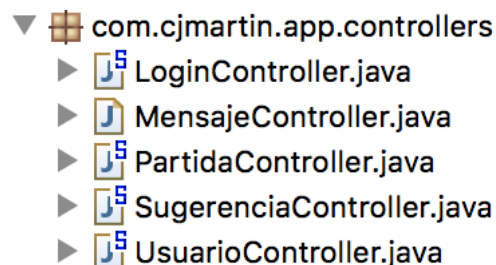 com.cjmartin.app.controllers
LoginController.java
MensajeController.java
PartidaController.java
SugerenciaController.java
UsuarioController.java